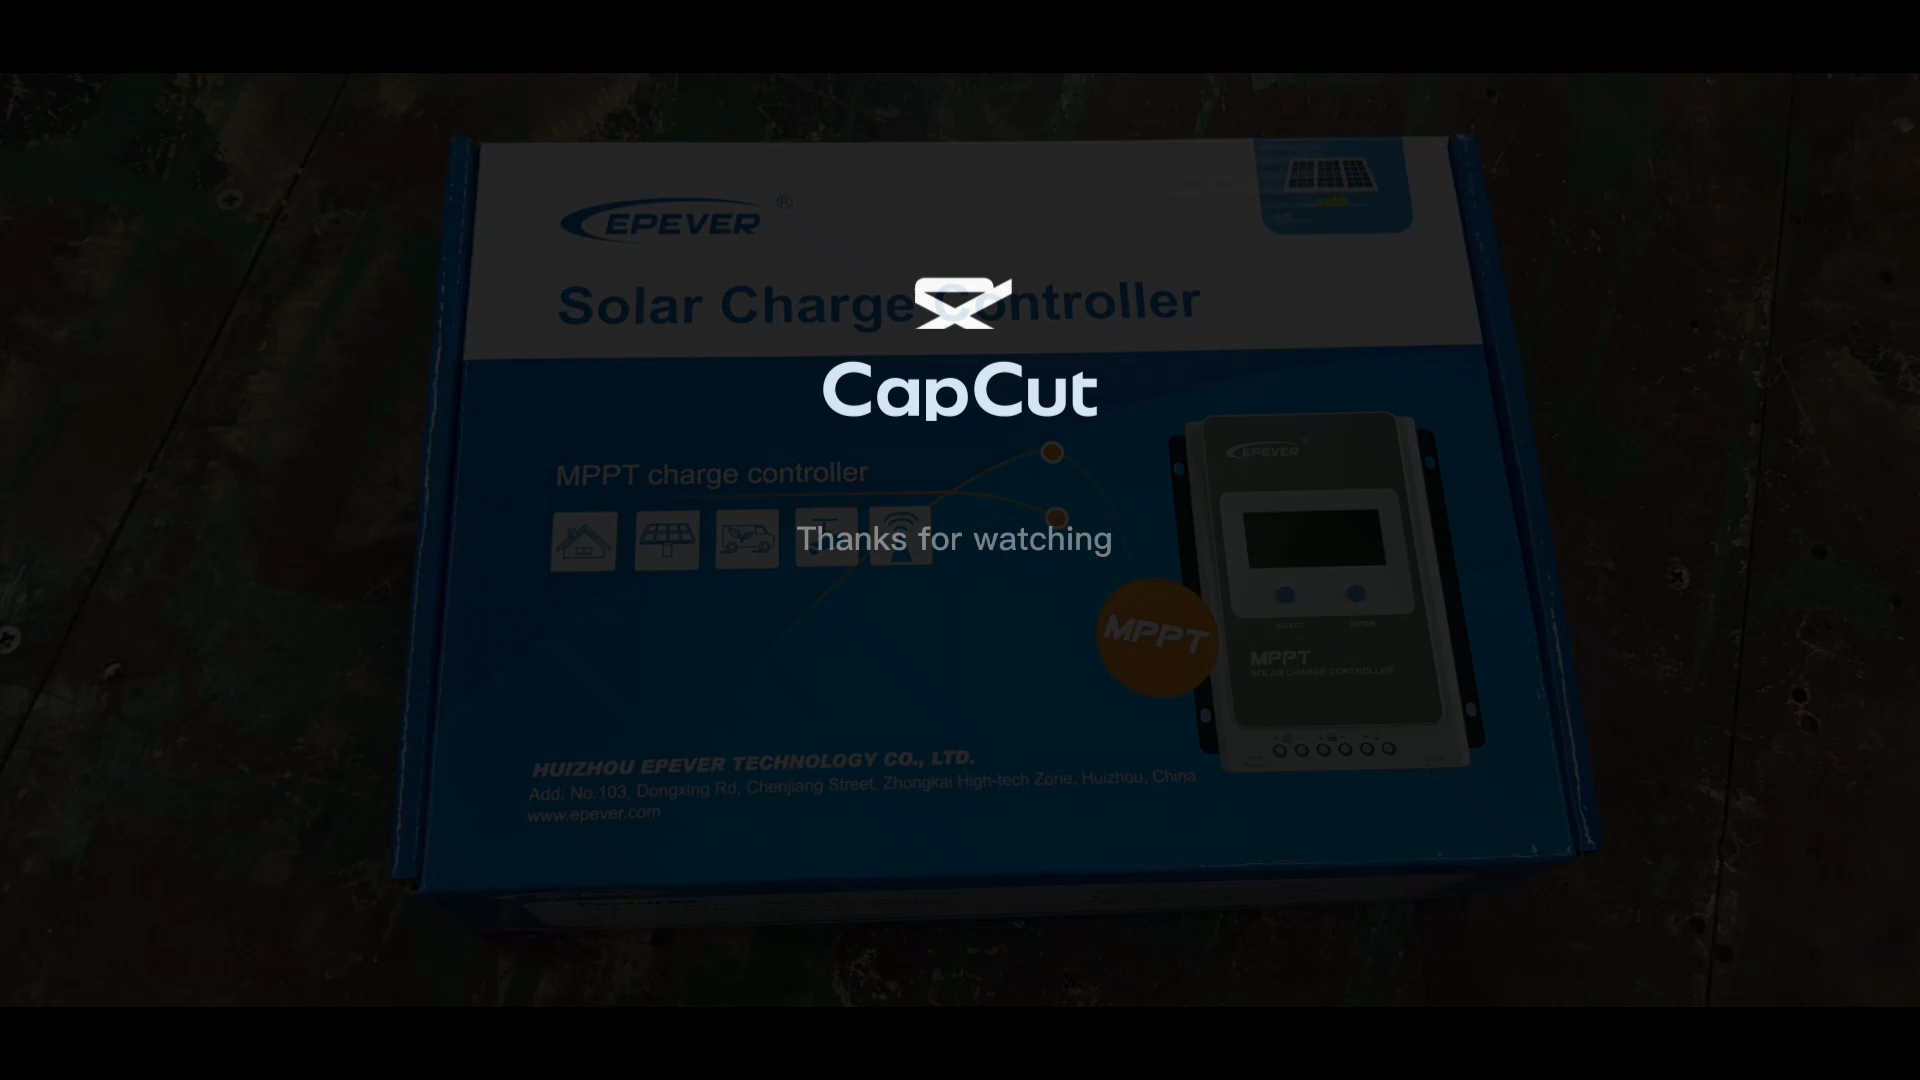 EPEVER ®
Solar Charge Controller
CapCut
MPPT charge controller
Thanks for watching
EPEVER
MPPT
SELECT ENTER
MPPT
SOLAR CHARGE CONTROLLER
HUIZHOU EPEVER TECHNOLOGY CO., LTD.
Add: No.103, Dongxing Rd, Chenjiang Street, Zhongkai High-tech Zone, Huizhou, China
www.epever.com